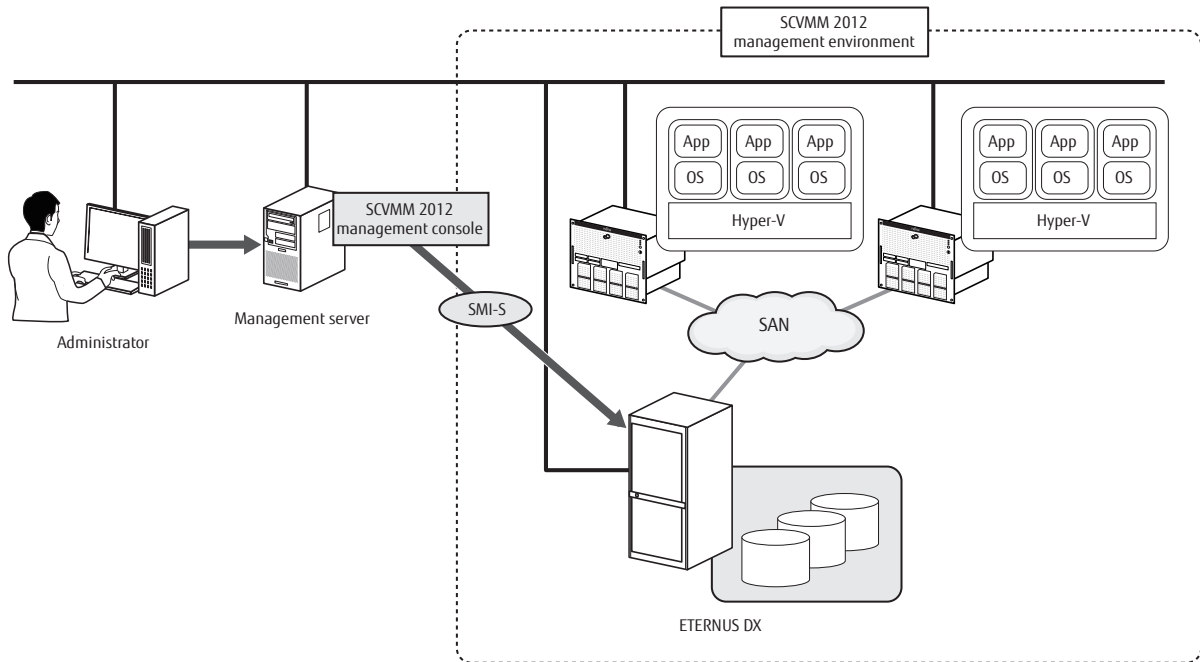 SCVMM 2012
management environment
App App App
OS OS OS
Hyper-V
App App App
OS OS OS
Hyper-V
SCVMM 2012
management console
Administrator
Management server
SMI-S
SAN
ETERNUS DX